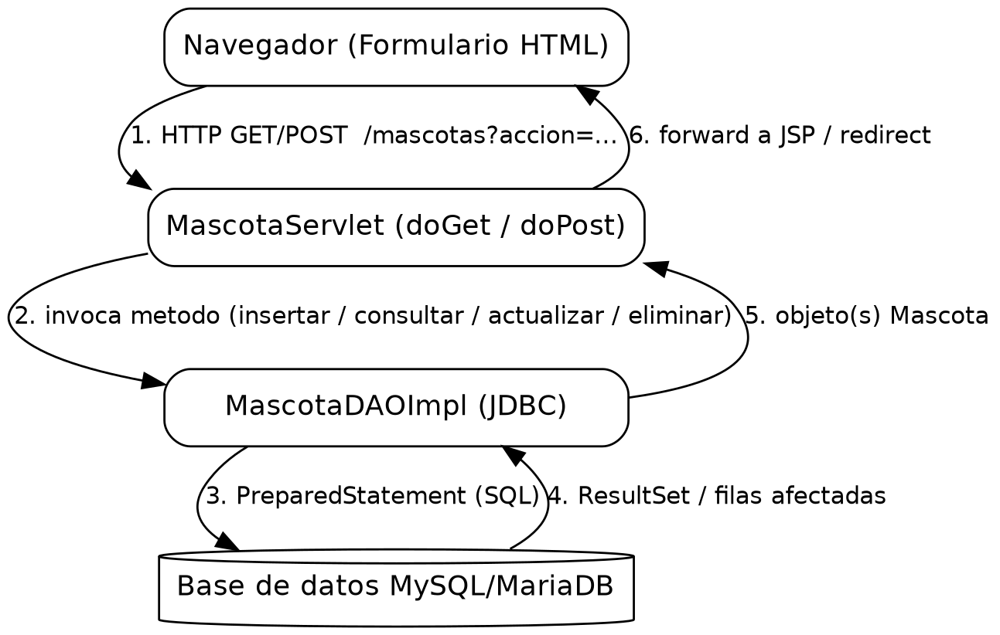 Navegador (Formulario HTML)
1. HTTP GET/POST  /mascotas?accion=...
6. forward a JSP / redirect
MascotaServlet (doGet / doPost)
2. invoca metodo (insertar / consultar / actualizar / eliminar)
5. objeto(s) Mascota
MascotaDAOImpl (JDBC)
3. PreparedStatement (SQL)
4. ResultSet / filas afectadas
Base de datos MySQL/MariaDB